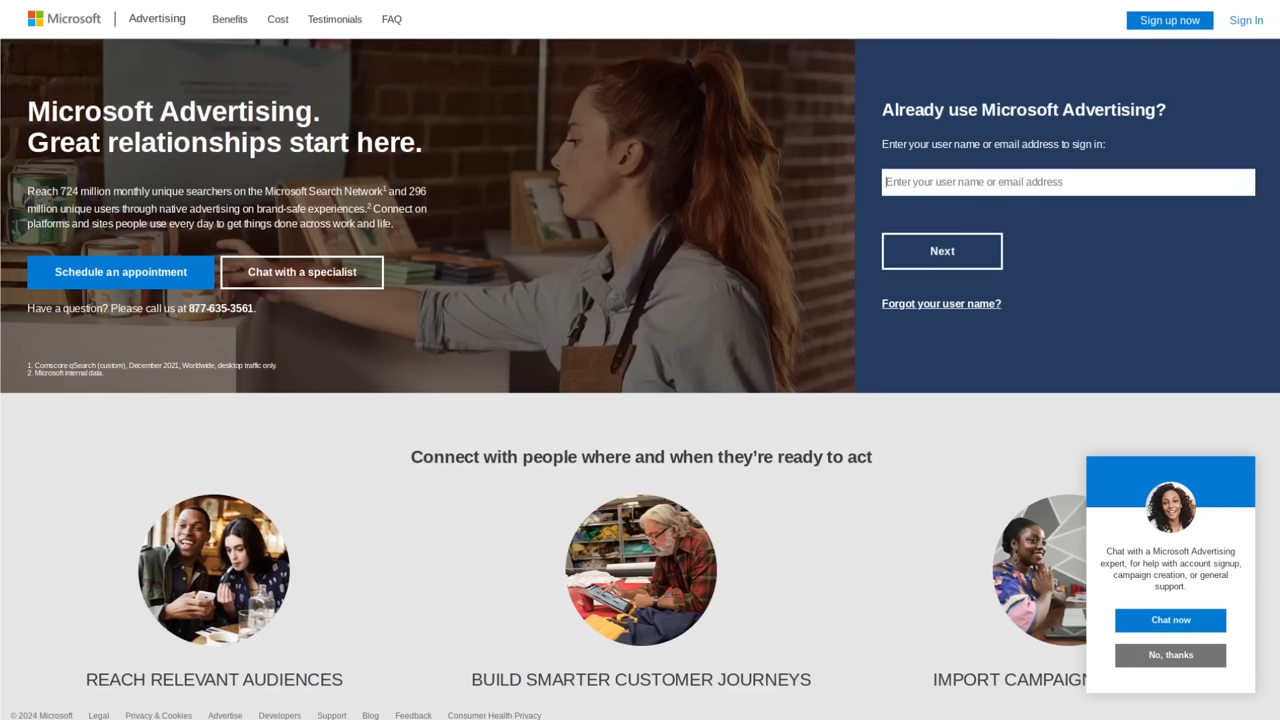 Microsoft | Advertising
Benefits
Cost
Testimonials
FAQ
Sign up now
Sign In
Microsoft Advertising.
Great relationships start here.
Reach 724 million monthly unique searchers on the Microsoft Search Network1 and 296
million unique users through native advertising on brand-safe experiences.2 Connect on
platforms and sites people use every day to get things done across work and life.
Schedule an appointment
Chat with a specialist
Have a question? Please call us at 877-635-3561.
1. Comscore qSearch (custom), December 2021, Worldwide, desktop traffic only.
2. Microsoft internal data.
Already use Microsoft Advertising?
Enter your user name or email address to sign in:
Enter your user name or email address
Next
Forgot your user name?
Connect with people where and when they’re ready to act
REACH RELEVANT AUDIENCES
BUILD SMARTER CUSTOMER JOURNEYS
IMPORT CAMPAIGN
Chat with a Microsoft Advertising
expert, for help with account signup,
campaign creation, or general
support.
Chat now
No, thanks
© 2024 Microsoft
Legal
Privacy & Cookies
Advertise
Developers
Support
Blog
Feedback
Consumer Health Privacy